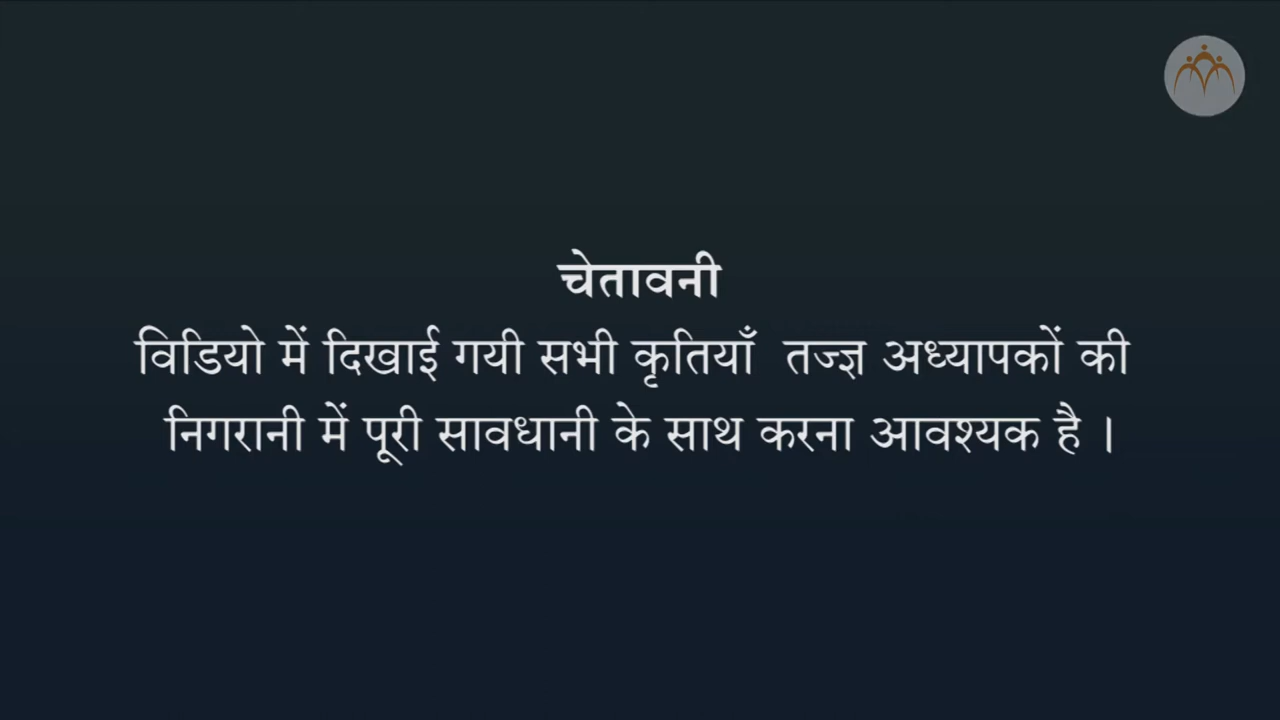 चेतावनी
विडियो में दिखाई गयी सभी कृतियाँ तज्ज्ञ अध्यापकों की
निगरानी में पूरी सावधानी के साथ करना आवश्यक है ।